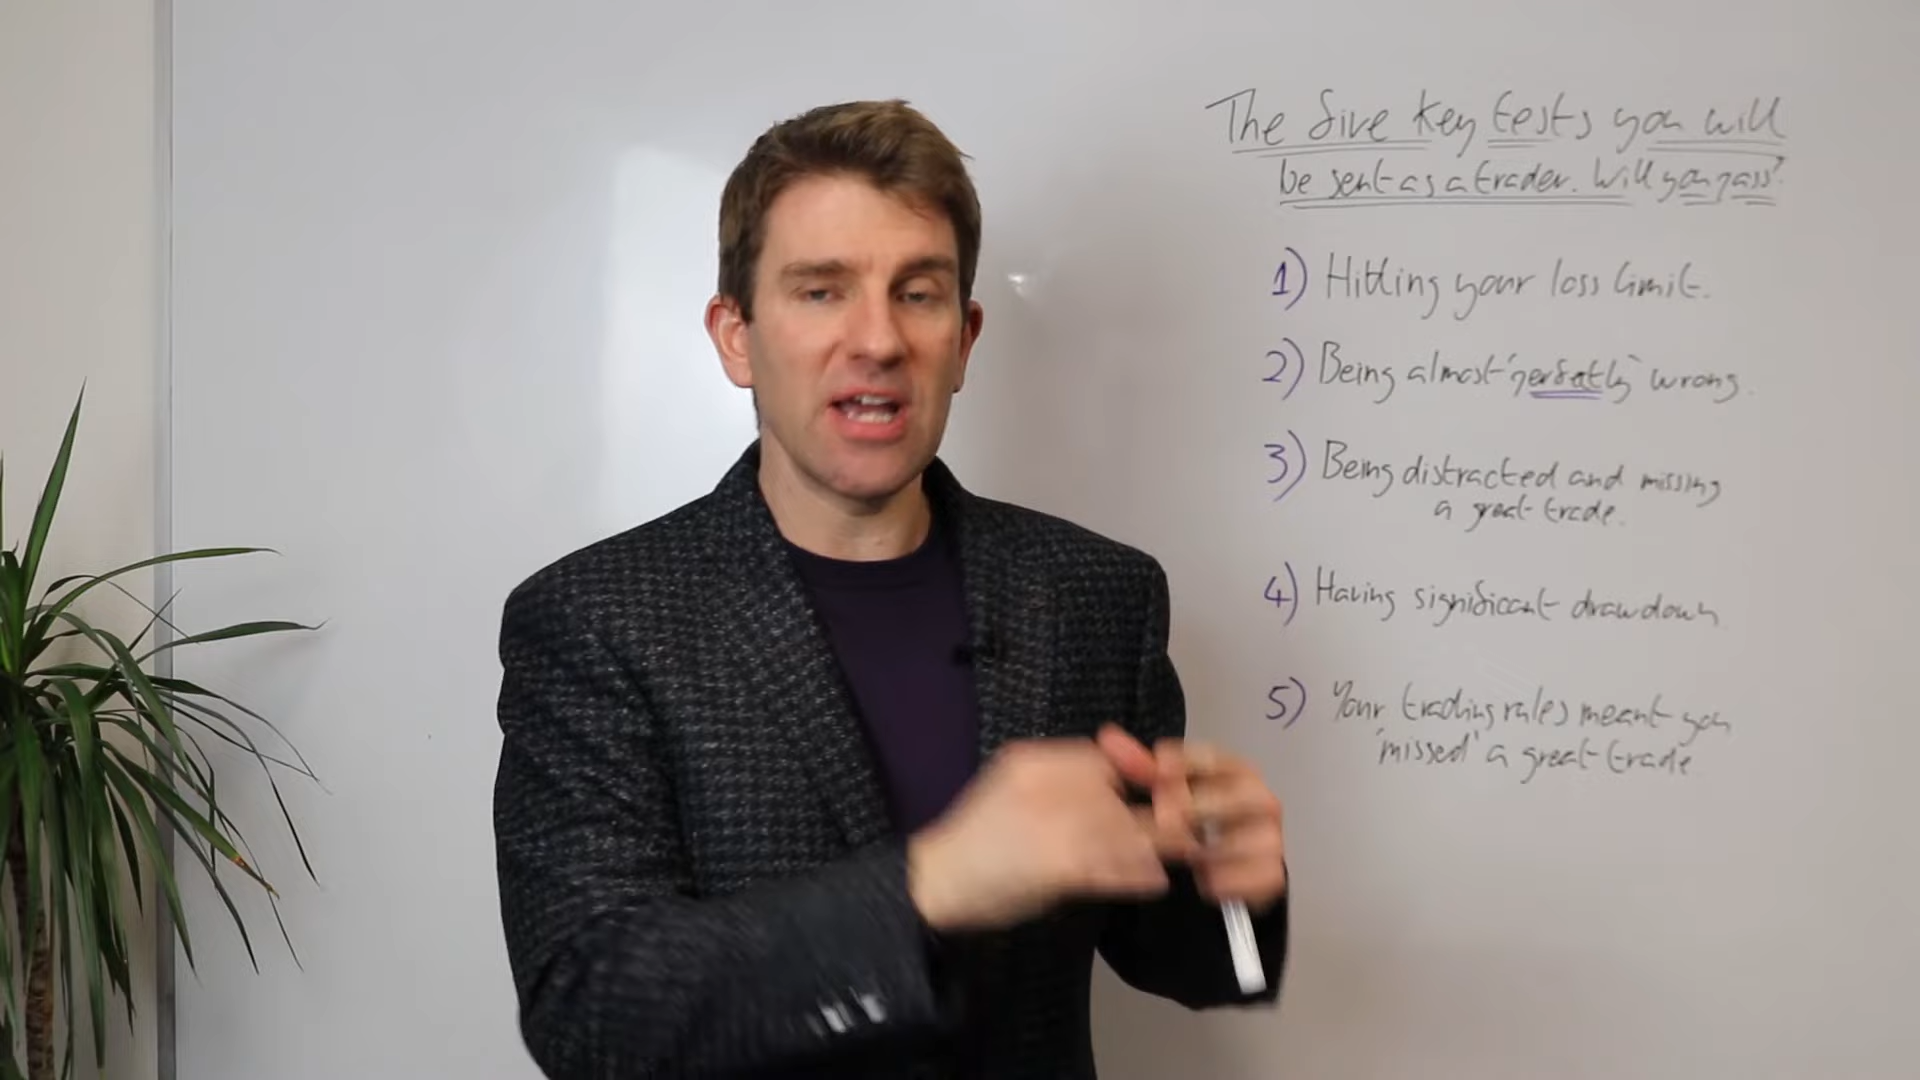 The five key tests you will
be sent as a trader. Will you pass?
1) Hitting your loss limit.
2) Being almost 'perfectly' wrong.
3) Being distracted and missing
a great trade.
4) Having significant drawdown
5) Your trading rules meant you
'missed' a great trade